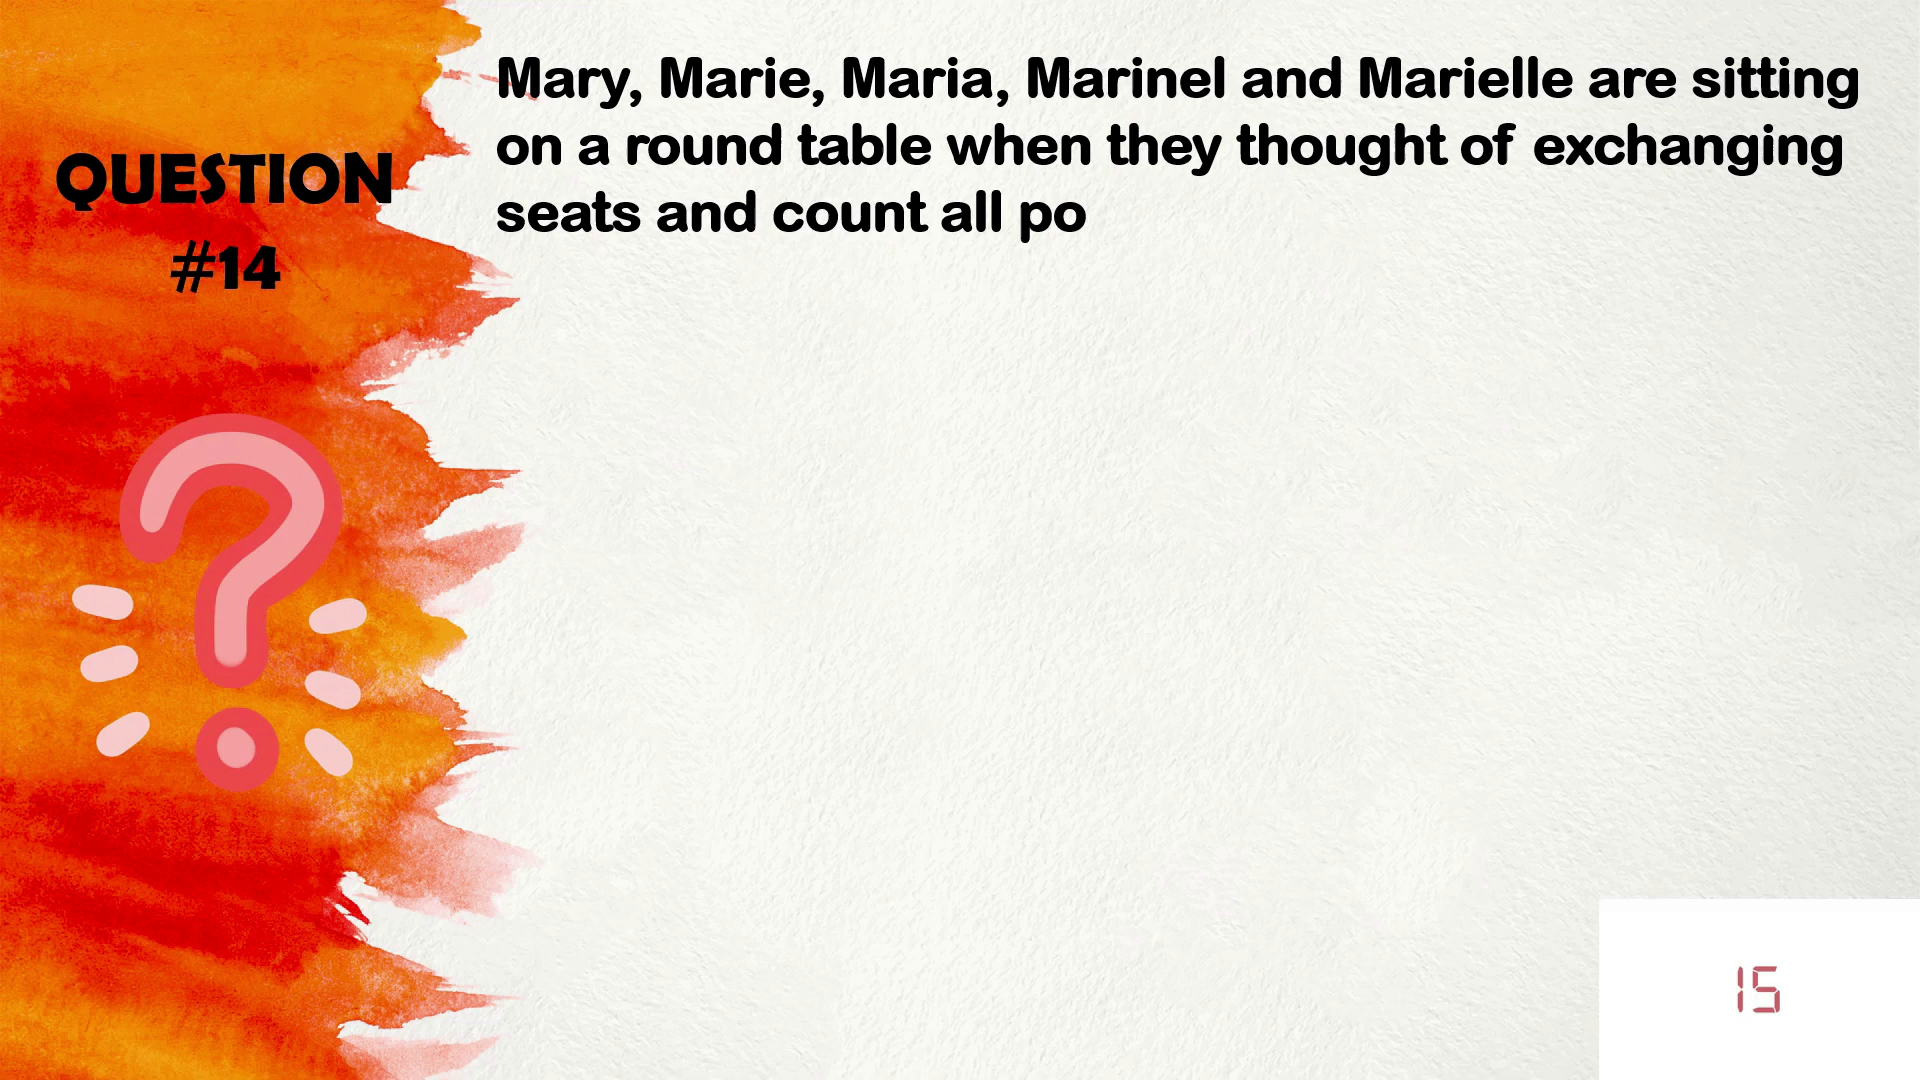 QUESTION
#14
Mary, Marie, Maria, Marinel and Marielle are sitting
on a round table when they thought of exchanging
seats and count all po
15